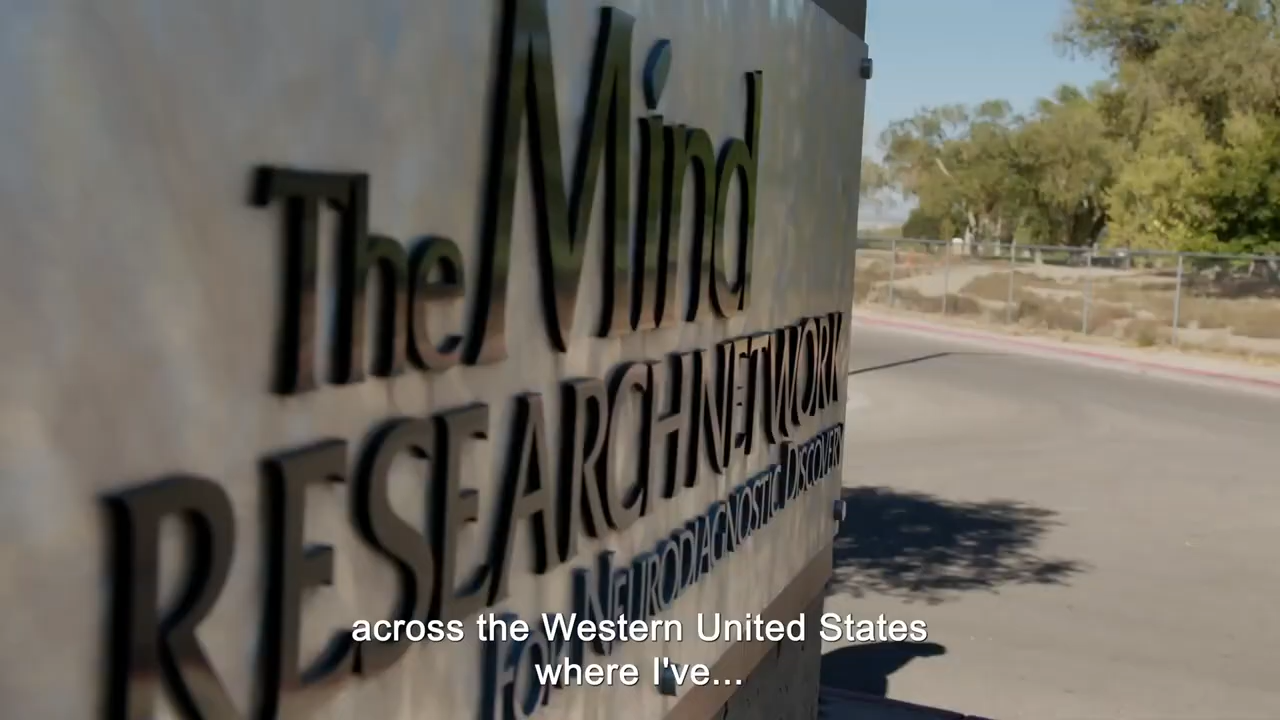 The Mind
RESEARCH NETWORK
FOR NEURODIAGNOSTIC DISCOVERY
across the Western United States
where I've...